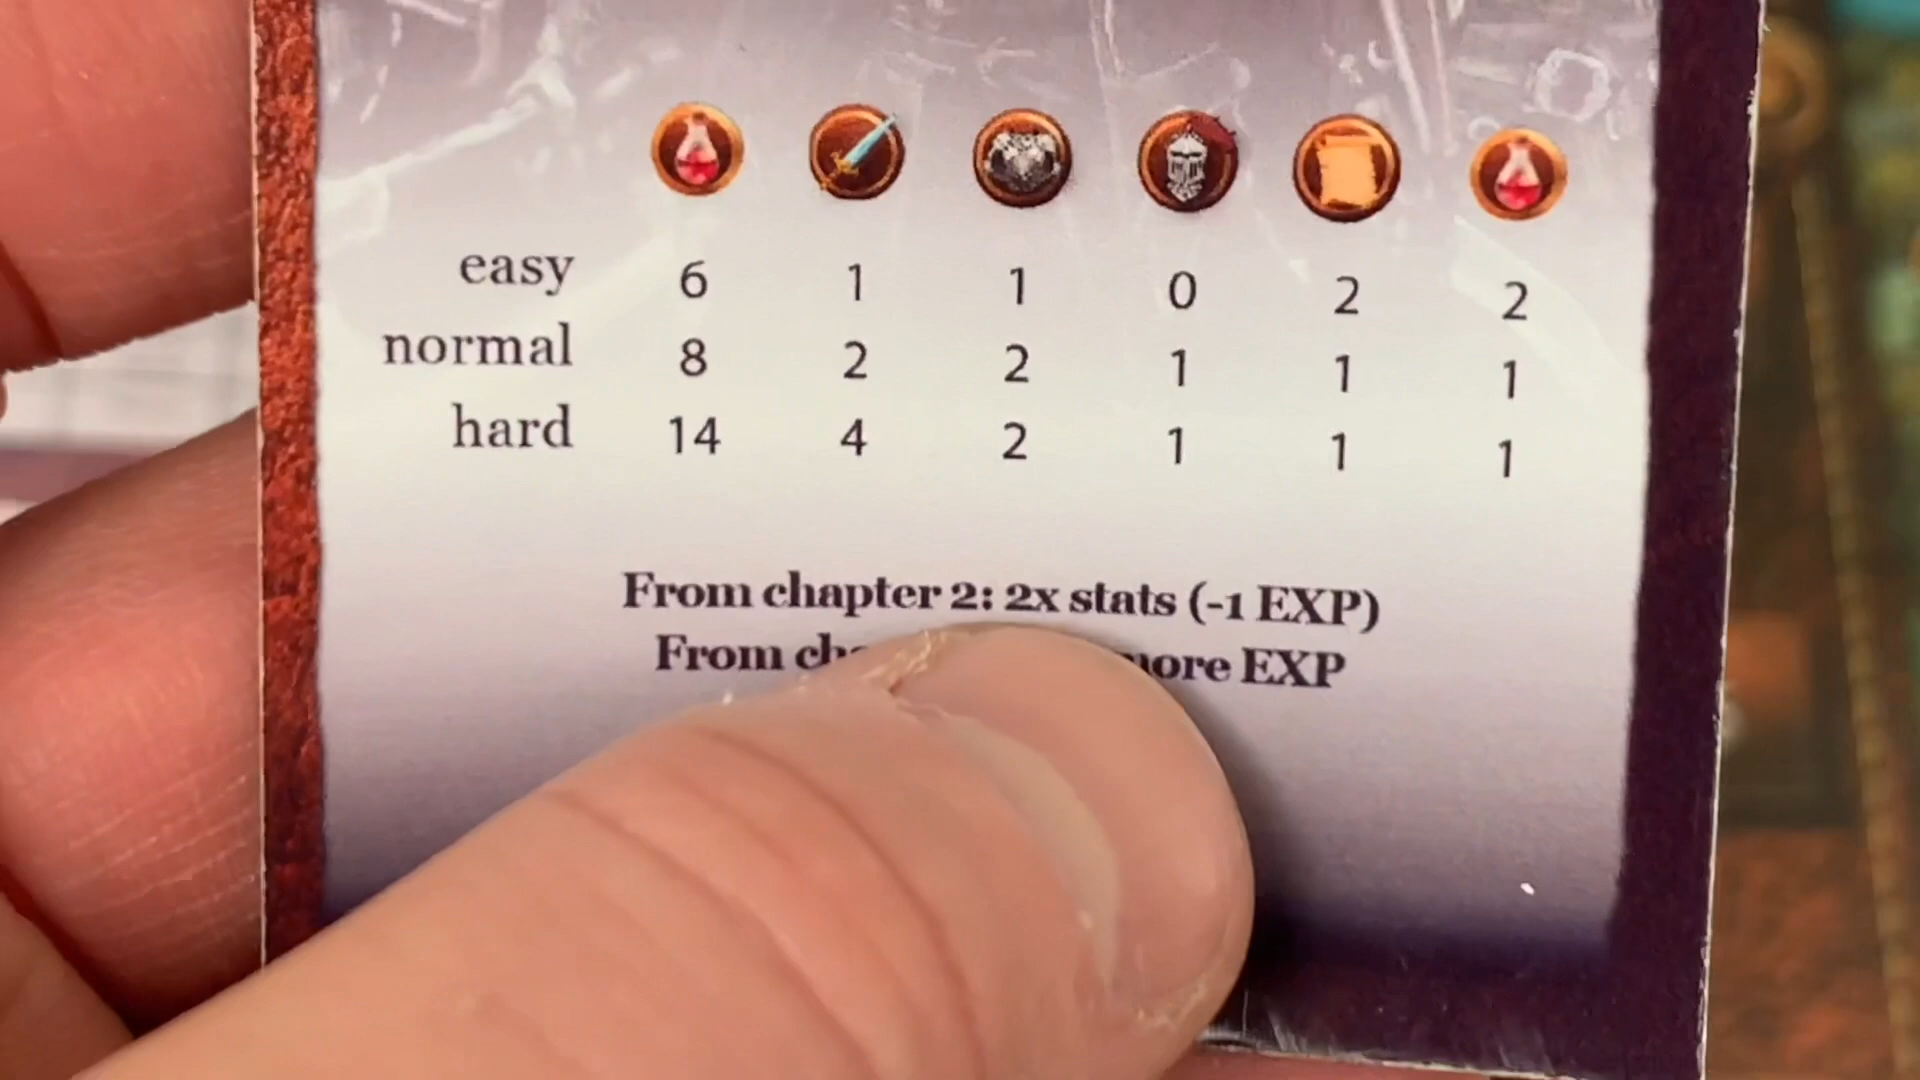 easy 6 1 1 0 2 2
normal 8 2 2 1 1 1
hard 14 4 2 1 1 1
From chapter 2: 2x stats (-1 EXP)
From EXP